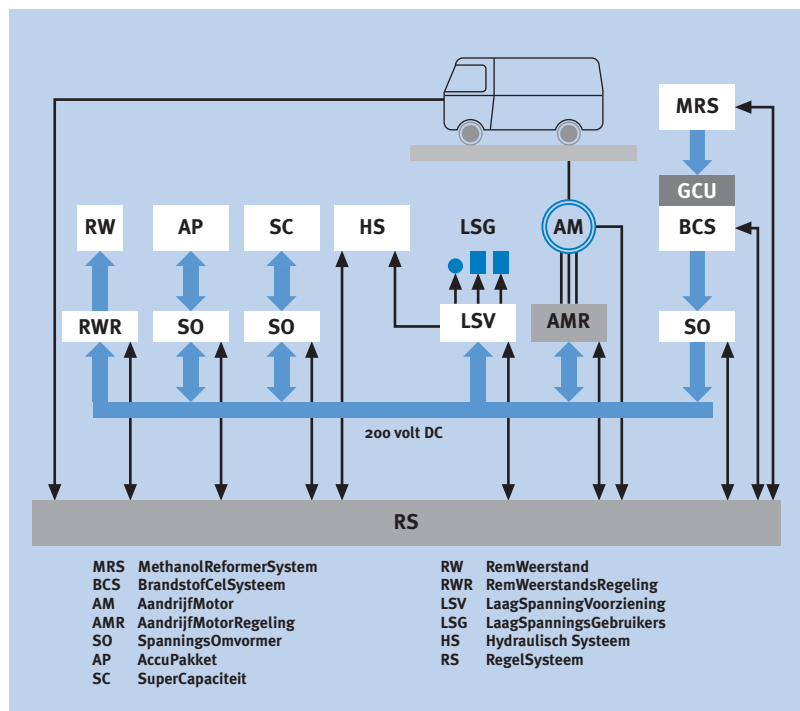 MRS
GCU
RW
AP
SC
HS
LSG
AM
BCS
RWR
SO
SO
LSV
AMR
SO
200 volt DC
RS
MRS MethanolReformerSystem
BCS BrandstofCelSysteem
AM AandrijfMotor
AMR AandrijfMotorRegeling
SO SpanningsOmvormer
AP AccuPakket
SC SuperCapaciteit
RW RemWeerstand
RWR RemWeerstandsRegeling
LSV LaagSpanningVoorziening
LSG LaagSpanningsGebruikers
HS Hydraulisch Systeem
RS RegelSysteem